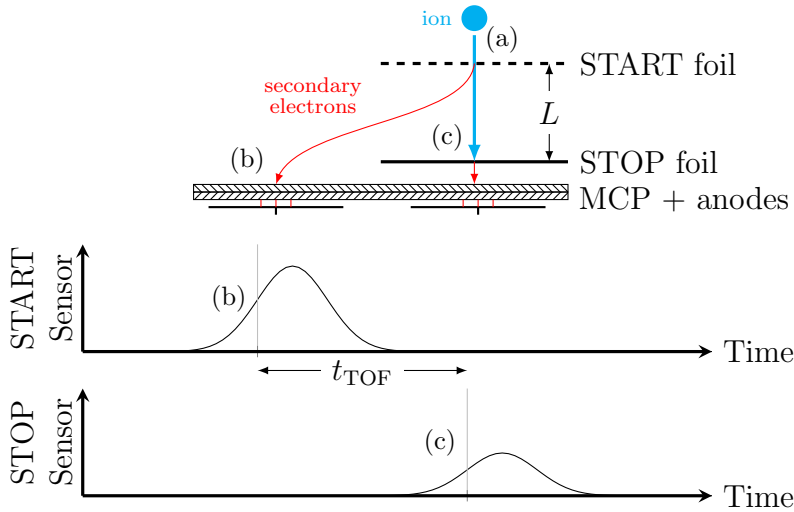 ion
(a)
START foil
secondary
electrons
L
(b)
(c)
STOP foil
MCP + anodes
START
Sensor
(b)
Time
t_TOF
STOP
Sensor
(c)
Time